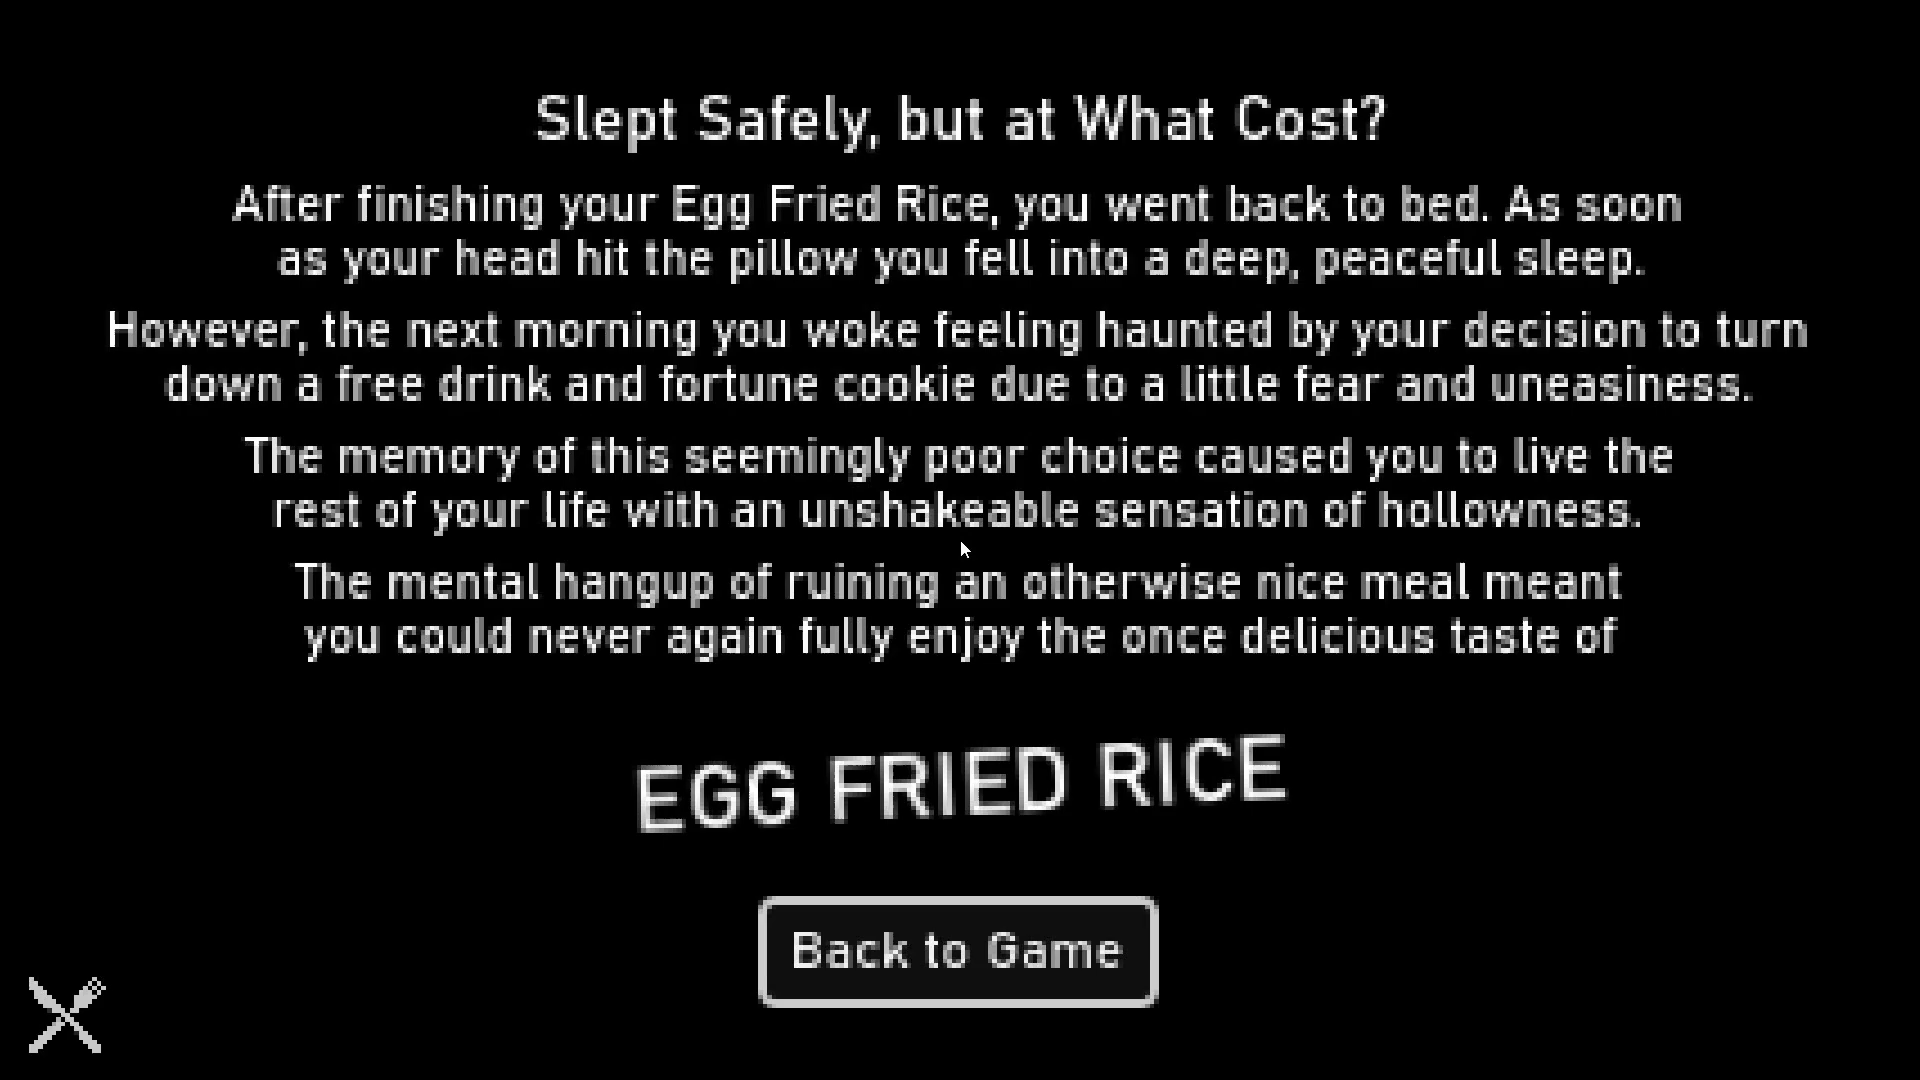 Slept Safely, but at What Cost?
After finishing your Egg Fried Rice, you went back to bed. As soon
as your head hit the pillow you fell into a deep, peaceful sleep.
However, the next morning you woke feeling haunted by your decision to turn
down a free drink and fortune cookie due to a little fear and uneasiness.
The memory of this seemingly poor choice caused you to live the
rest of your life with an unshakeable sensation of hollowness.
The mental hangup of ruining an otherwise nice meal meant
you could never again fully enjoy the once delicious taste of
EGG FRIED RICE
Back to Game